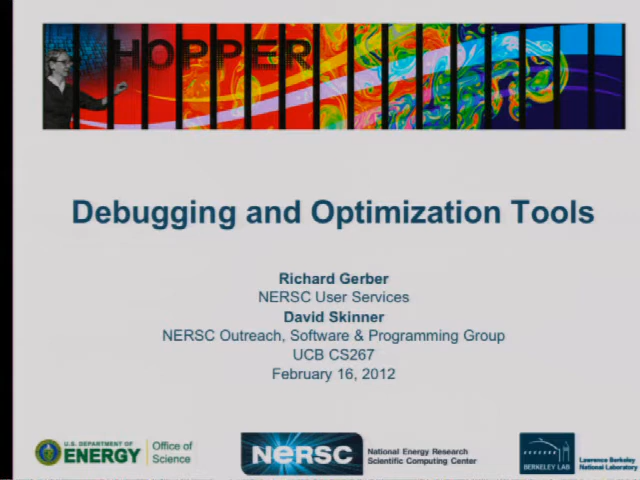 HOPPER
Debugging and Optimization Tools
Richard Gerber
NERSC User Services
David Skinner
NERSC Outreach, Software & Programming Group
UCB CS267
February 16, 2012
U.S. DEPARTMENT OF
ENERGY
Office of
Science
NERSC
National Energy Research
Scientific Computing Center
BERKELEY LAB
Lawrence Berkeley
National Laboratory